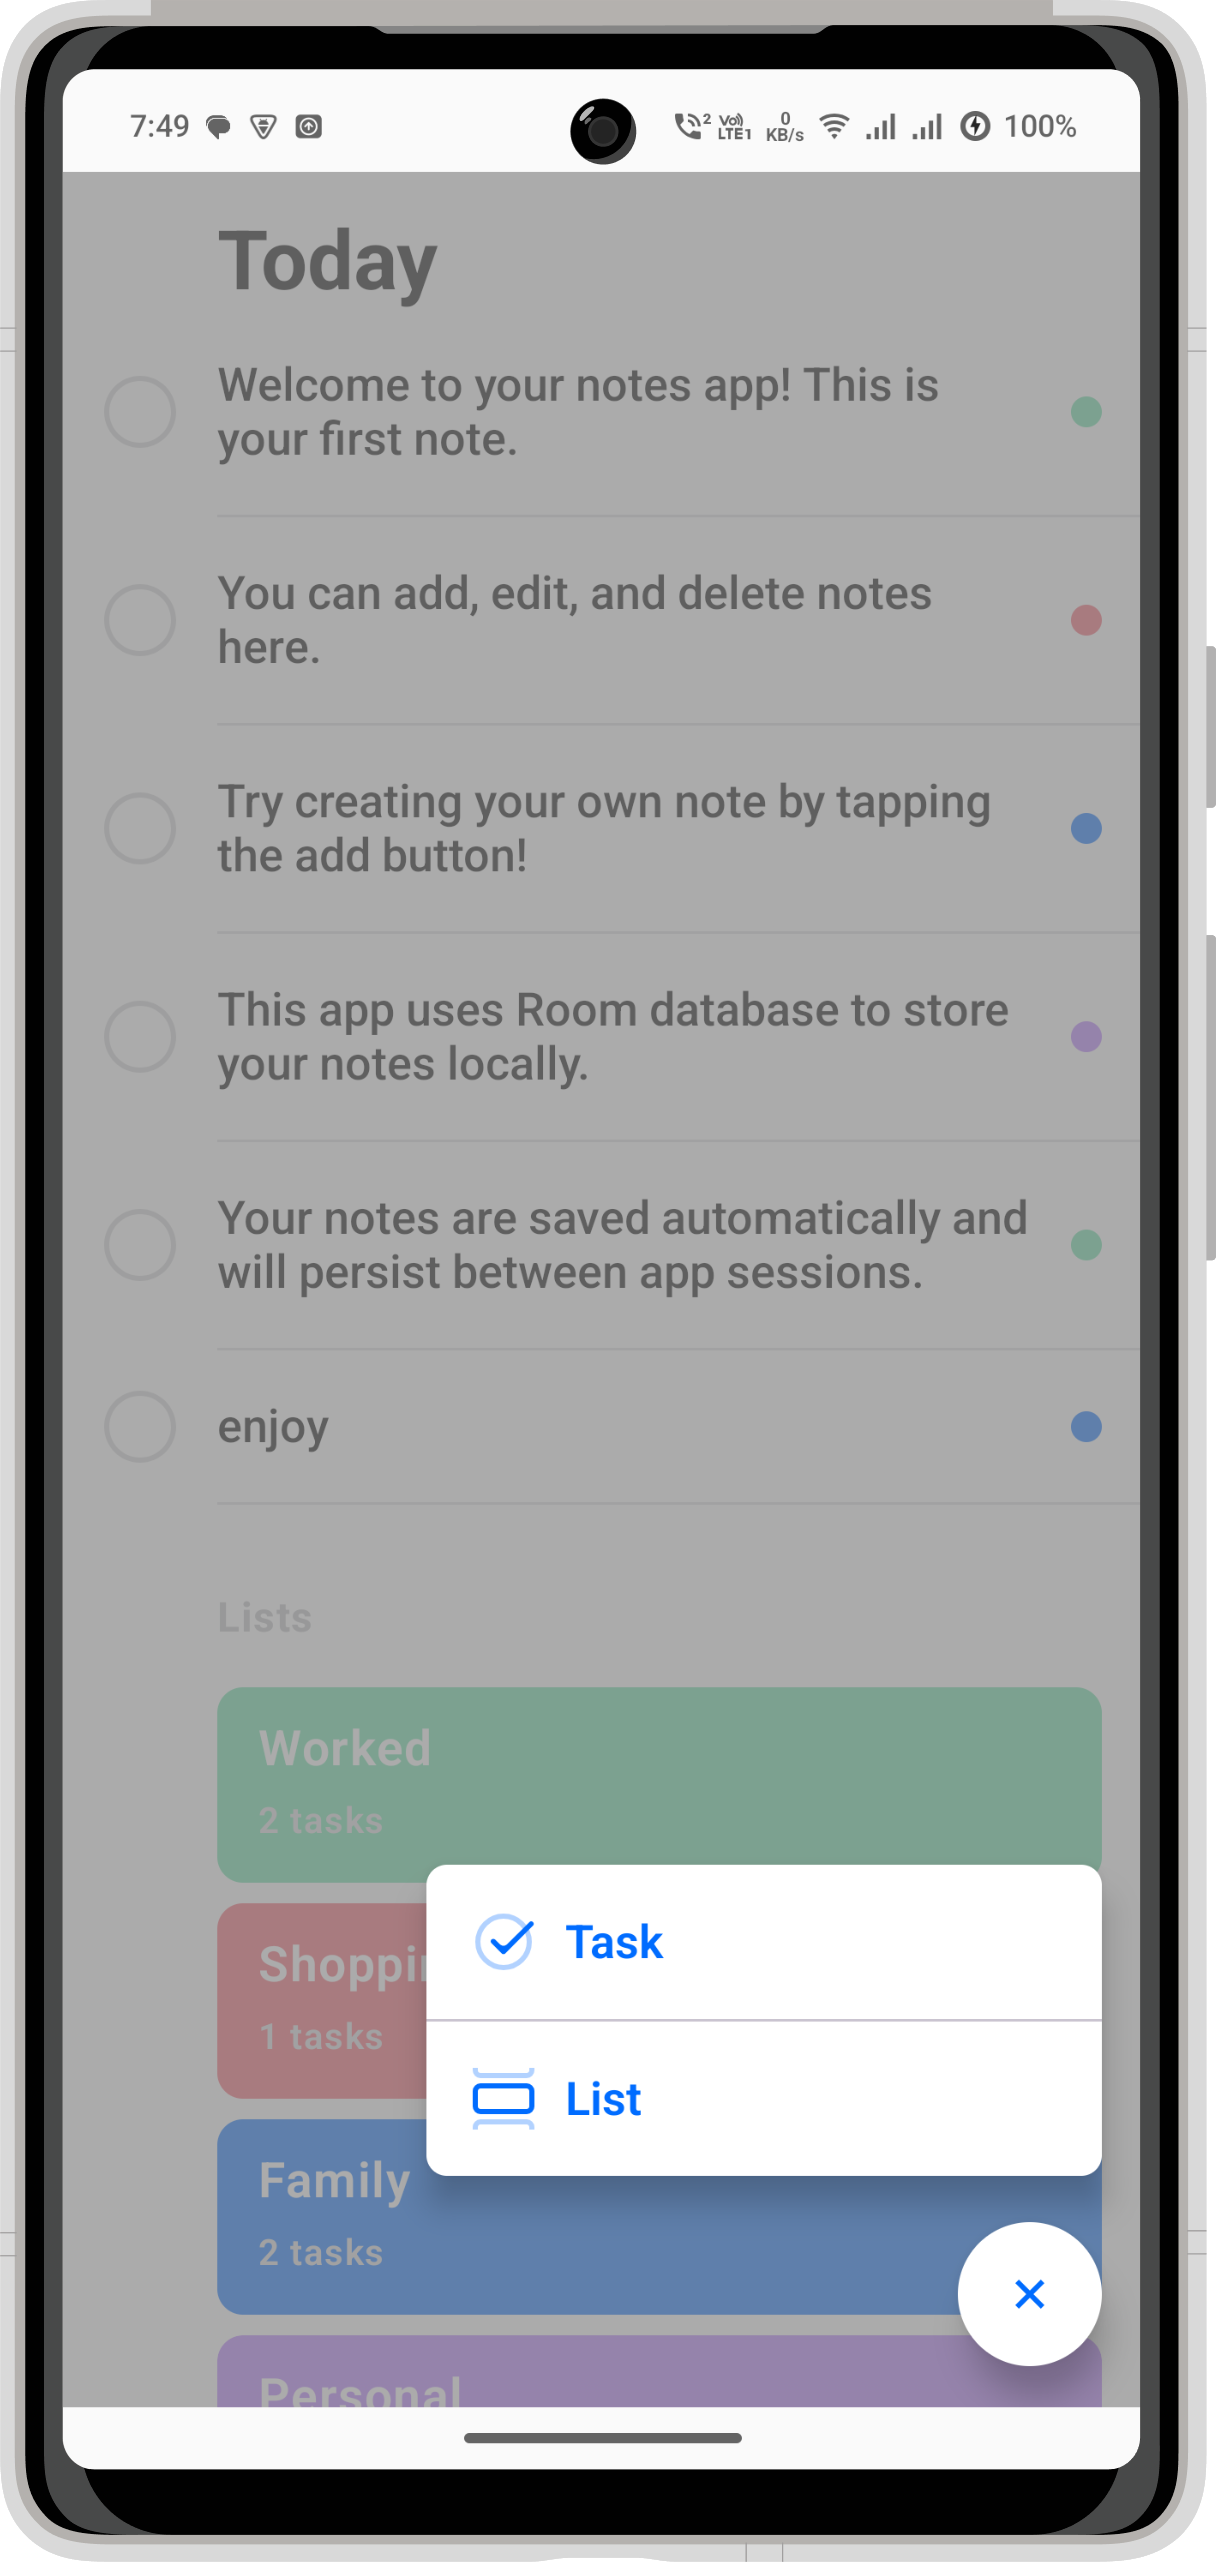 7:49
2 Vo)) LTE1 0 KB/s 100%
Today
Welcome to your notes app! This is
your first note.
You can add, edit, and delete notes
here.
Try creating your own note by tapping
the add button!
This app uses Room database to store
your notes locally.
Your notes are saved automatically and
will persist between app sessions.
enjoy
Lists
Worked
2 tasks
Task
1 tasks
List
Family
2 tasks
Personal